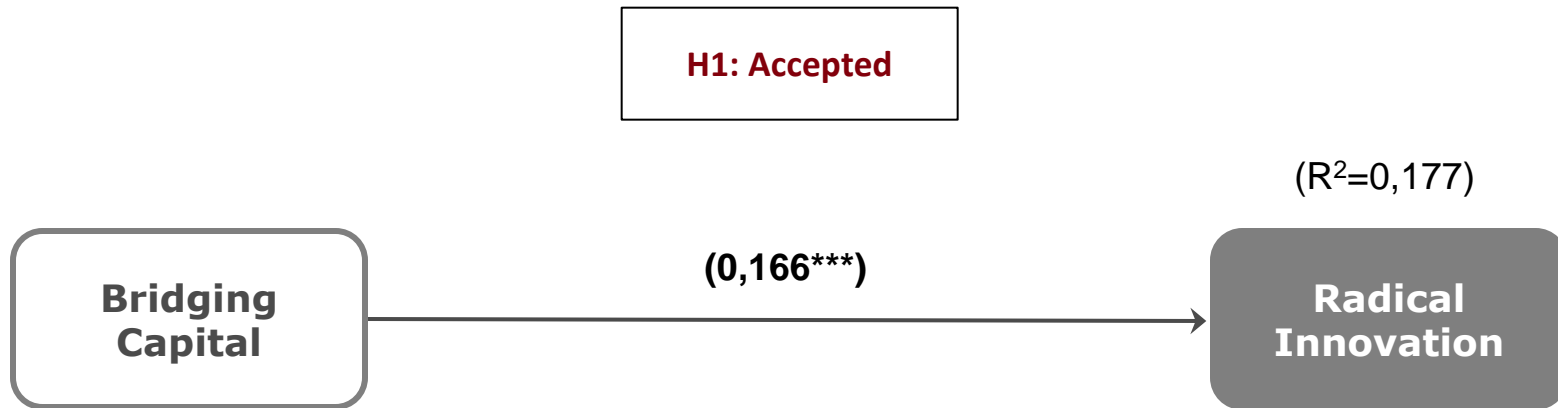 H1: Accepted
(R²=0,177)
(0,166***)
Bridging
Capital
Radical
Innovation